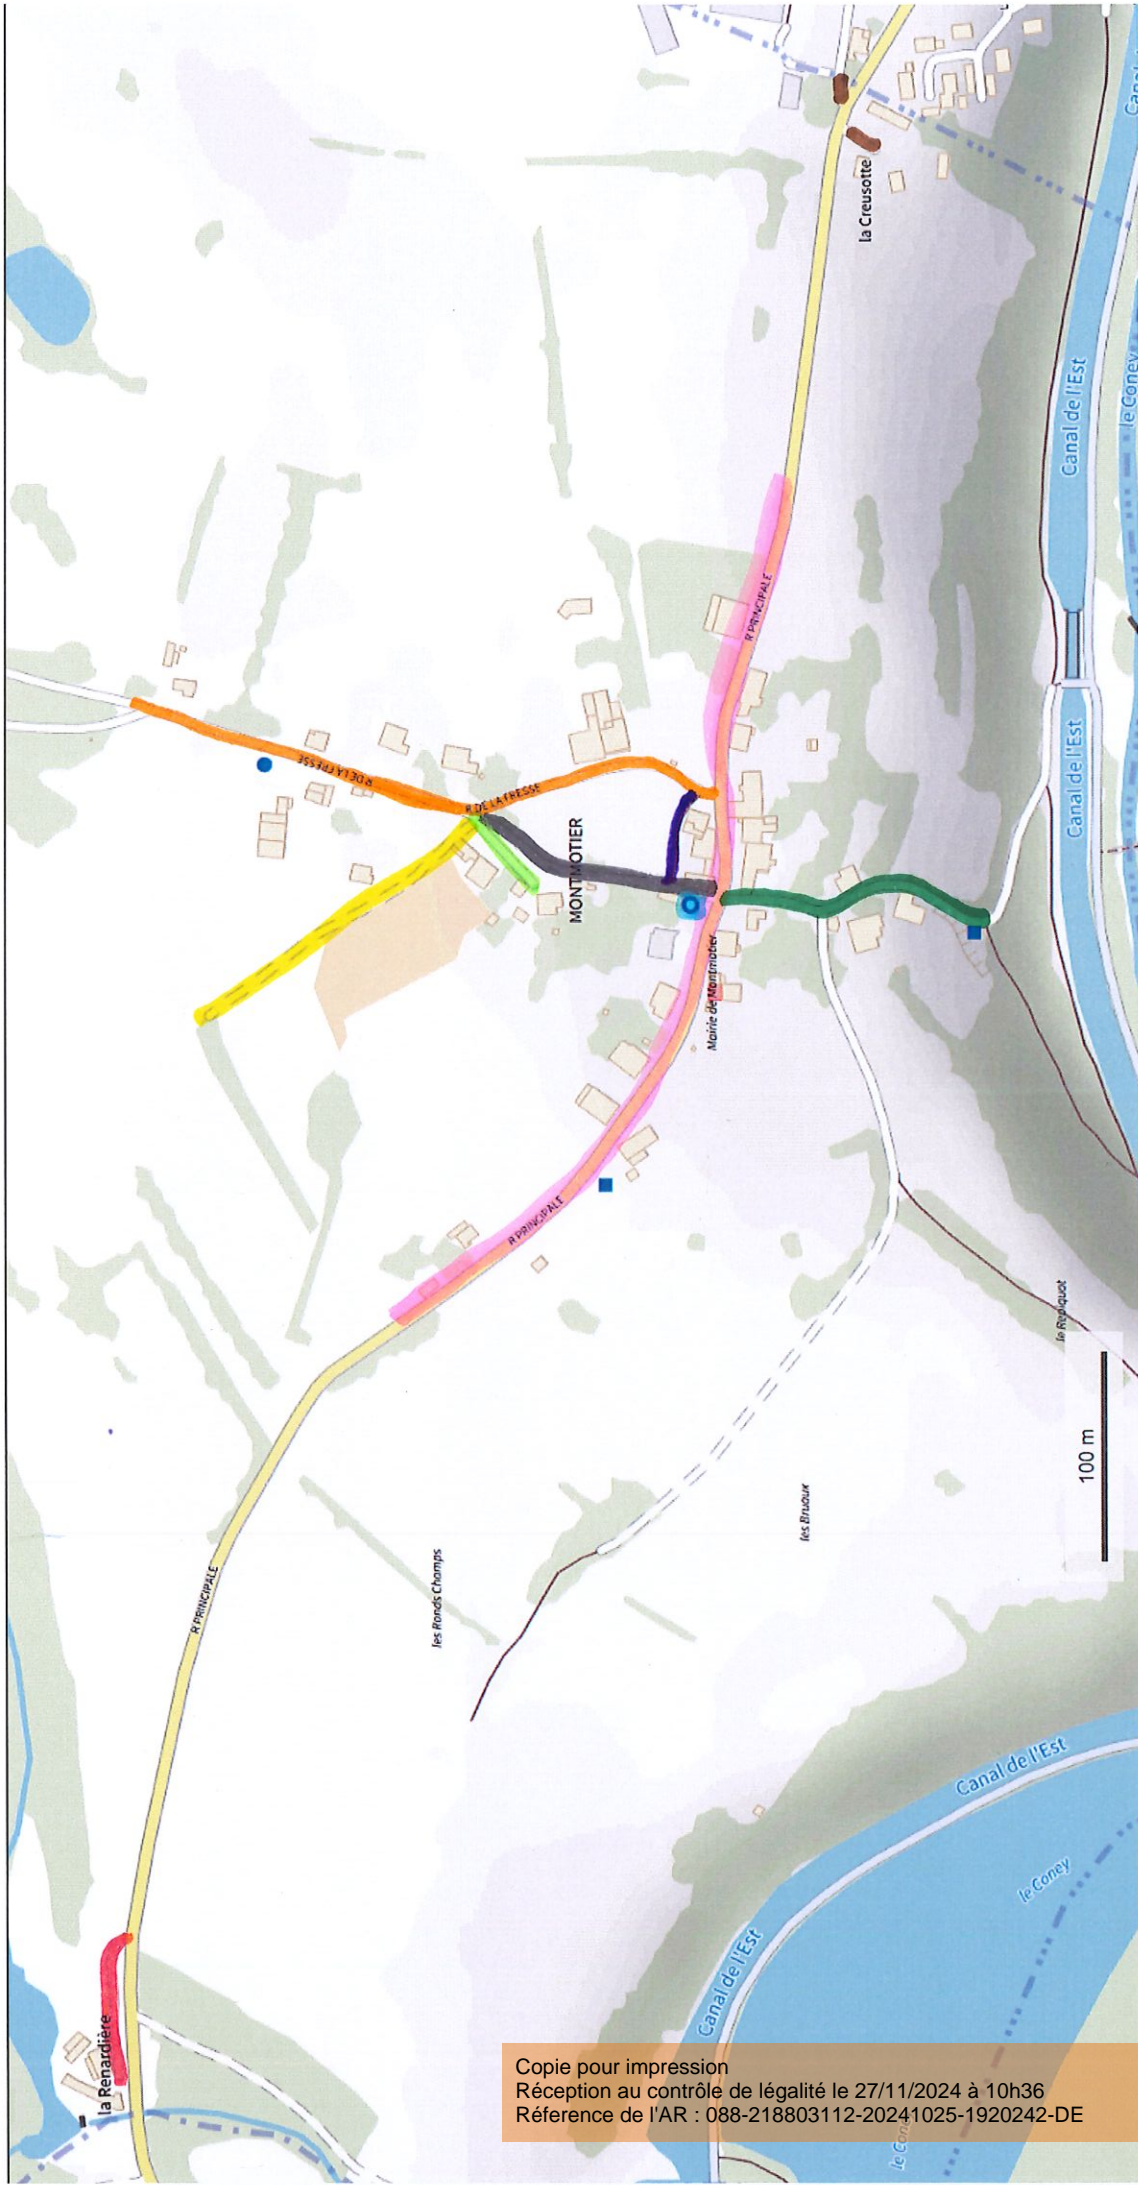 la Creusotte
Canal de l'Est
le Coney
R PRINCIPALE
R DE LA FRESSE
R DE LA FRESSE
MONTMOTIER
Canal de l'Est
Mairie de Montmotier
R PRINCIPALE
le Repiquot
100 m
les Bruaux
les Ronds Champs
R PRINCIPALE
Canal de l'Est
le Coney
Canal de l'Est
la Renardière
Copie pour impression
Réception au contrôle de légalité le 27/11/2024 à 10h36
Réference de l'AR : 088-218803112-20241025-1920242-DE